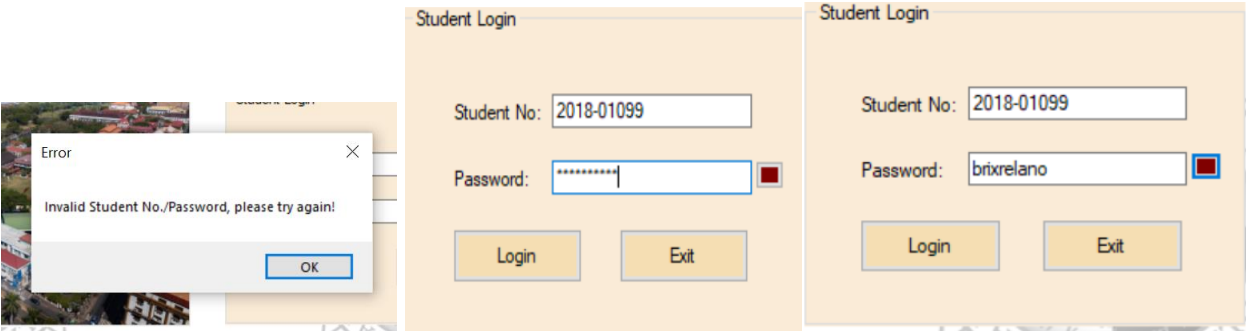 Error
Invalid Student No./Password, please try again!
OK
Student Login
Student No: 2018-01099
Password: **********
Login Exit
Student Login
Student No: 2018-01099
Password: brixrelano
Login Exit